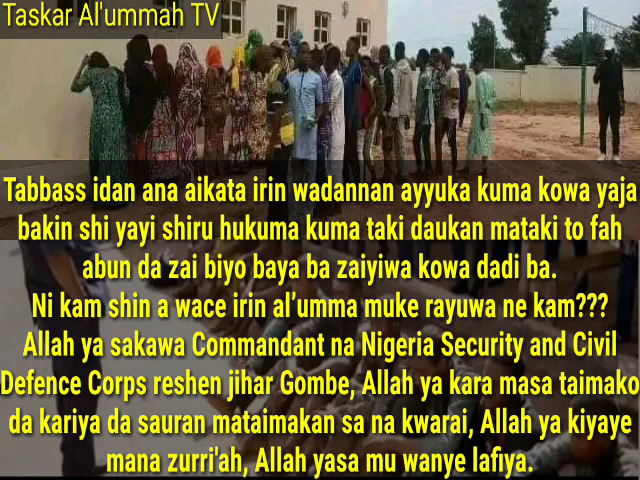 Taskar Al'ummah TV
Tabbass idan ana aikata irin wadannan ayyuka kuma kowa yaja
bakin shi yayi shiru hukuma kuma taki daukan mataki to fah
abun da zai biyo baya ba zaiyiwa kowa dadi ba.
Ni kam shin a wace irin al’umma muke rayuwa ne kam???
Allah ya sakawa Commandant na Nigeria Security and Civil
Defence Corps reshen jihar Gombe, Allah ya kara masa taimako
da kariya da sauran mataimakan sa na kwarai, Allah ya kiyaye
mana zurri'ah, Allah yasa mu wanye lafiya.